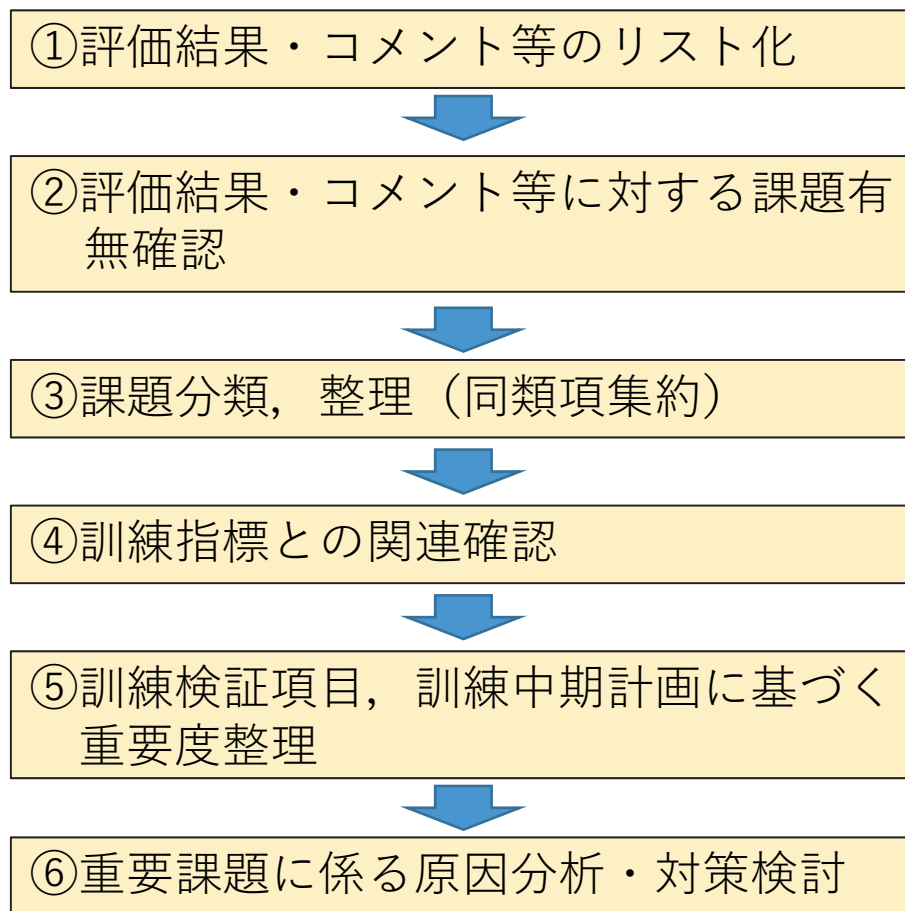 ①評価結果・コメント等のリスト化
②評価結果・コメント等に対する課題有
無確認
③課題分類，整理（同類項集約）
④訓練指標との関連確認
⑤訓練検証項目，訓練中期計画に基づく
重要度整理
⑥重要課題に係る原因分析・対策検討